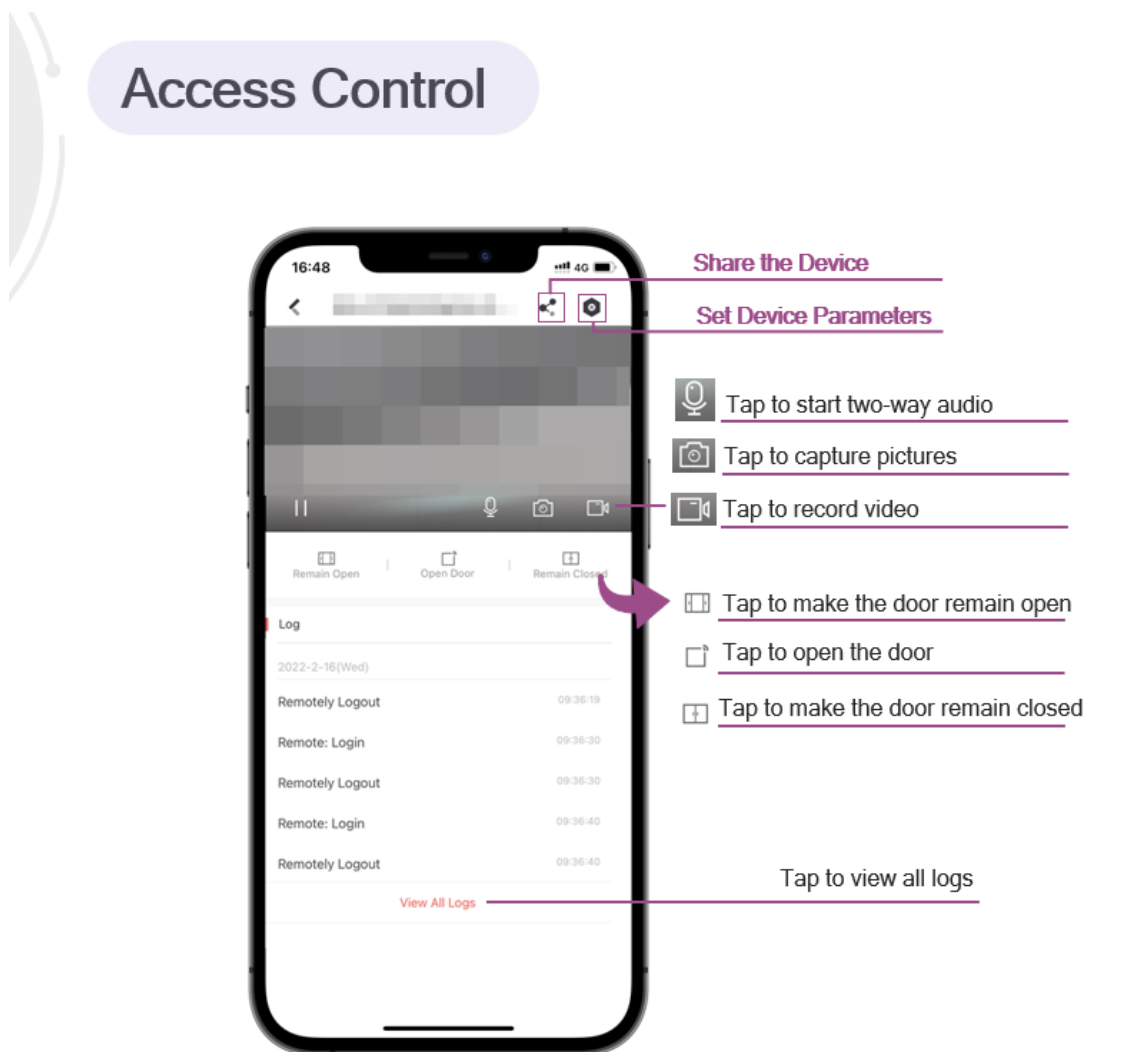 Access Control
16:48
4G
Share the Device
Set Device Parameters
Tap to start two-way audio
Tap to capture pictures
Tap to record video
Remain Open
Open Door
Remain Closed
Tap to make the door remain open
Tap to open the door
Tap to make the door remain closed
Log
2022-2-16(Wed)
Remotely Logout 09:36:19
Remote: Login 09:36:30
Remotely Logout 09:36:30
Remote: Login 09:36:40
Remotely Logout 09:36:40
View All Logs
Tap to view all logs